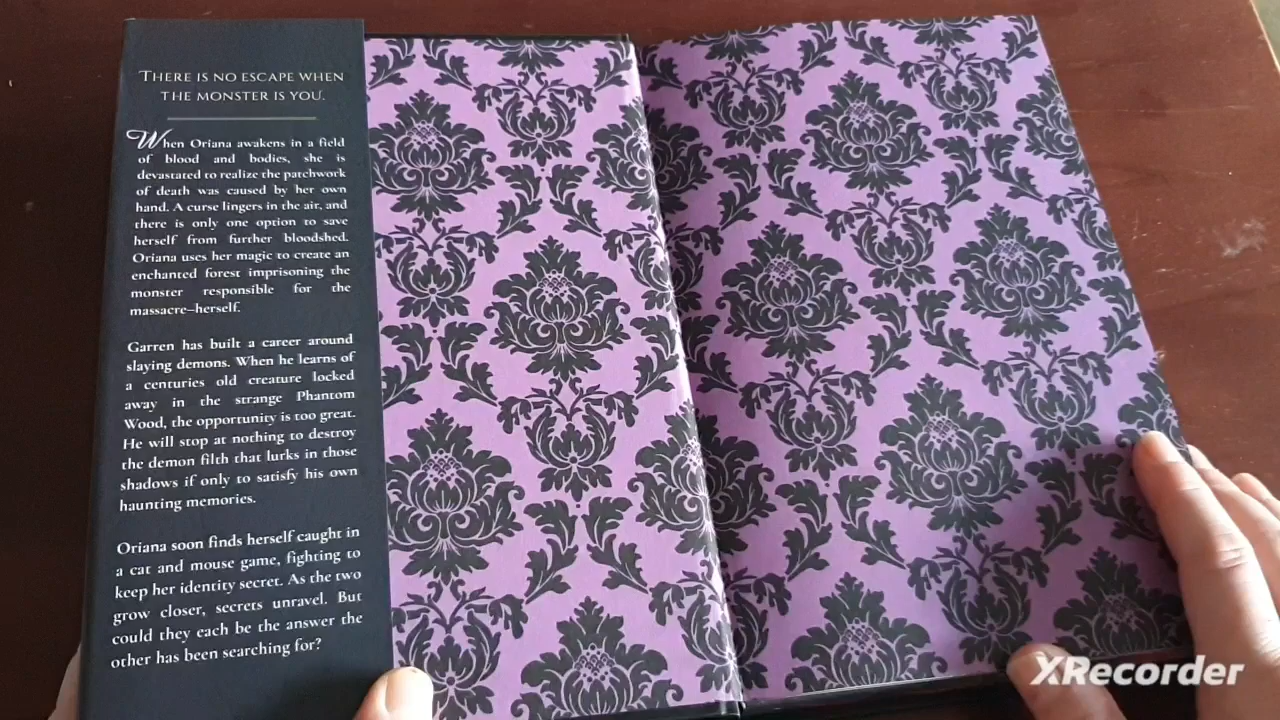 THERE IS NO ESCAPE WHEN
THE MONSTER IS YOU.
When Oriana awakens in a field
of blood and bodies, she is
devastated to realize the patchwork
of death was caused by her own
hand. A curse lingers in the air, and
there is only one option to save
herself from further bloodshed.
Oriana uses her magic to create an
enchanted forest imprisoning the
monster responsible for the
massacre—herself.
Garren has built a career around
slaying demons. When he learns of
a centuries old creature locked
away in the strange Phantom
Wood, the opportunity is too great.
He will stop at nothing to destroy
the demon filth that lurks in those
shadows if only to satisfy his own
haunting memories.
Oriana soon finds herself caught in
a cat and mouse game, fighting to
keep her identity secret. As the two
grow closer, secrets unravel. But
could they each be the answer the
other has been searching for?
XRecorder